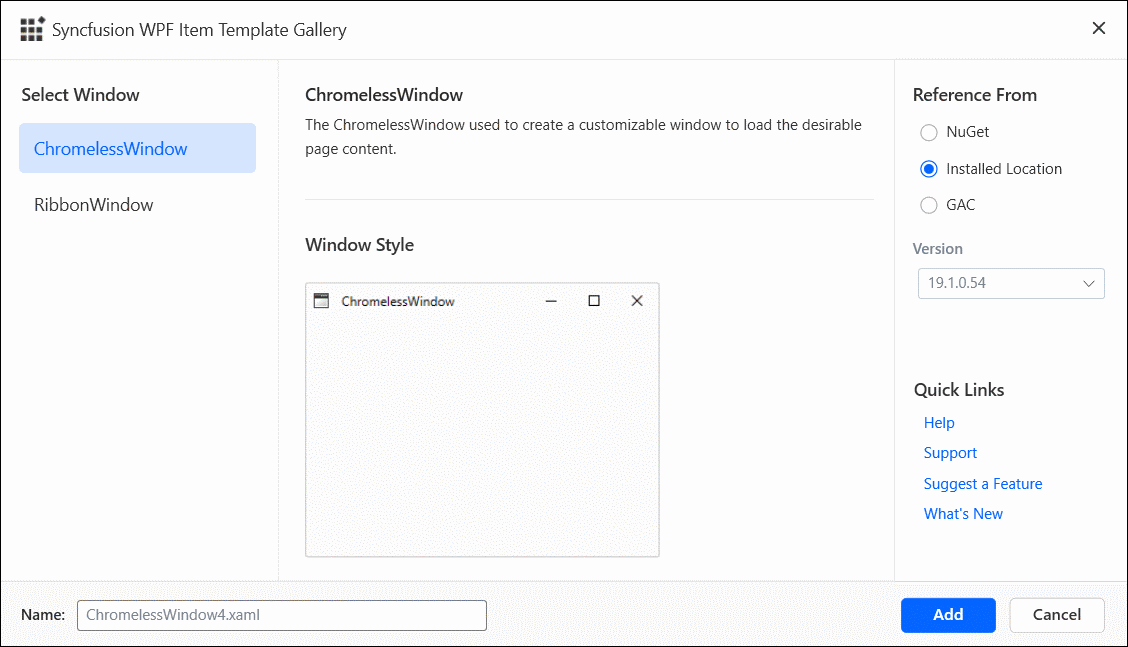 Syncfusion WPF Item Template Gallery
Select Window
ChromelessWindow
RibbonWindow
ChromelessWindow
The ChromelessWindow used to create a customizable window to load the desirable
page content.
Window Style
ChromelessWindow
Reference From
NuGet
Installed Location
GAC
Version
19.1.0.54
Quick Links
Help
Support
Suggest a Feature
What's New
Name: ChromelessWindow4.xaml
Add
Cancel